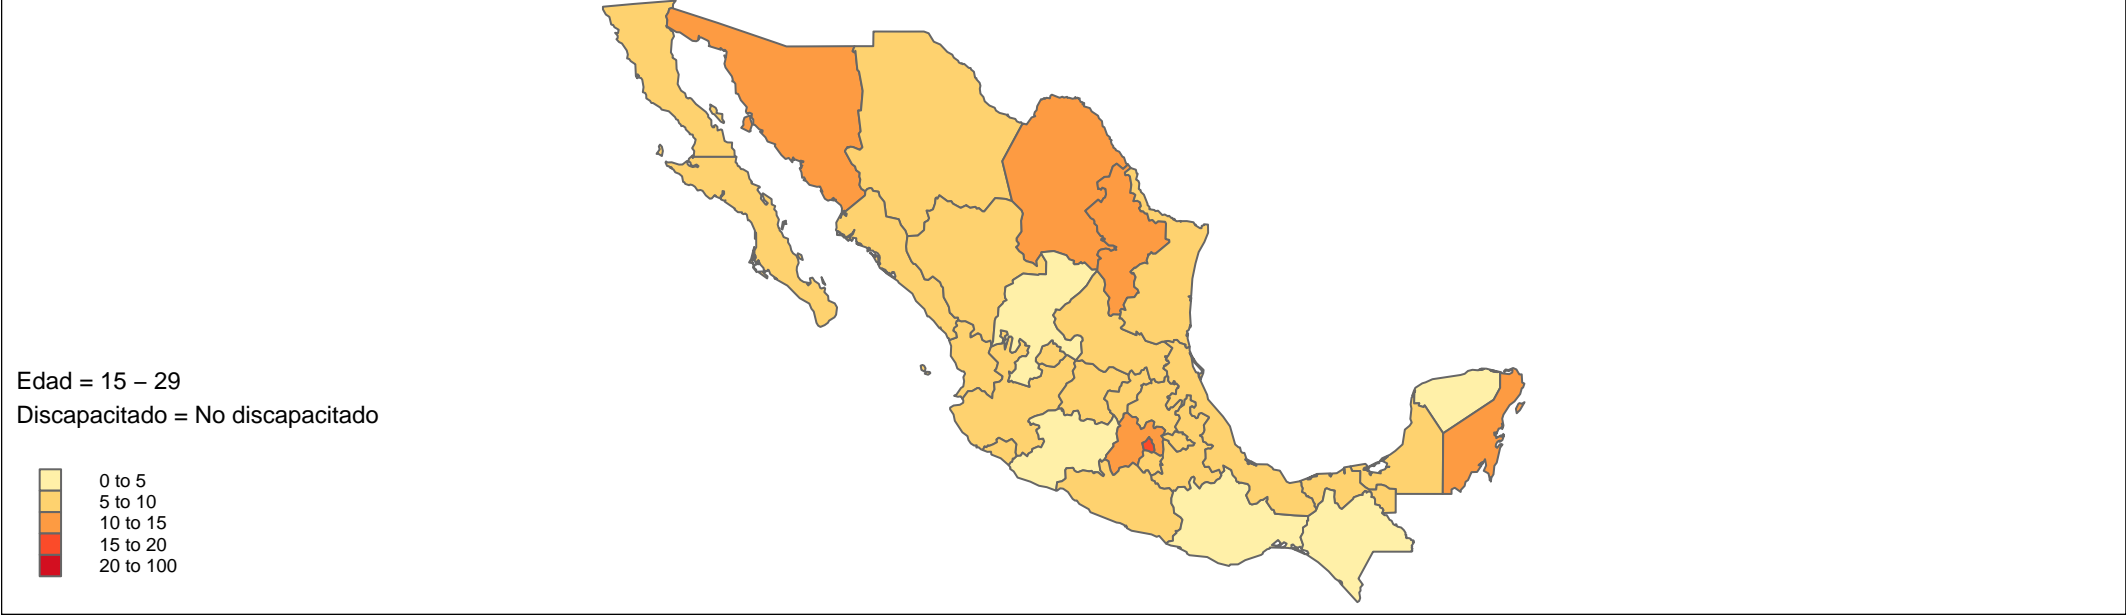 Edad = 15 – 29
Discapacitado = No discapacitado
0 to 5
5 to 10
10 to 15
15 to 20
20 to 100